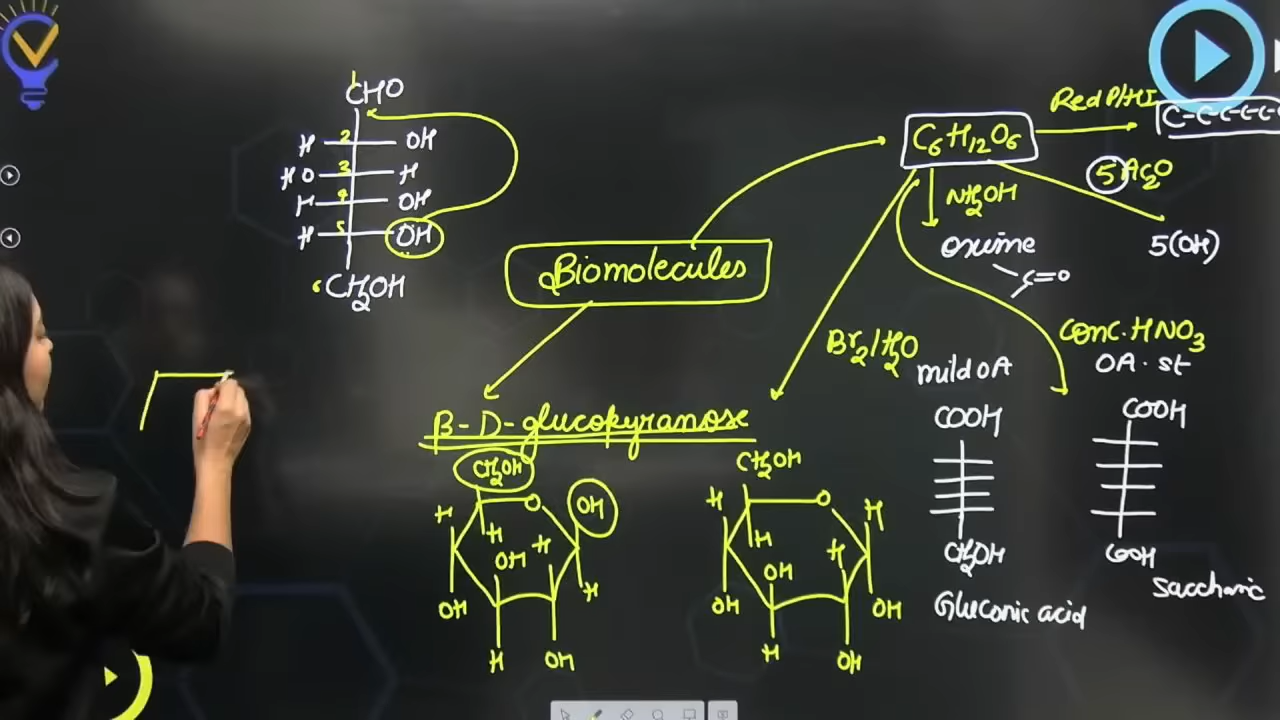 CHO
H 2 OH
HO 3 H
H 4 OH
H 5 OH
6 CH2OH
Biomolecules
C6H12O6
Red P/HI
C-C-C-C-C-C
5 Ac2O
5(OH)
NH2OH
oxime
C=O
Br2/H2O
mild OA
COOH
CH2OH
Gluconic acid
Conc. HNO3
OA. st
COOH
COOH
Saccharic
β-D-glucopyranose
CH2OH
O OH
H H
OH H
OH H
H OH
CH2OH
H O H
H H
OH
OH OH
H OH